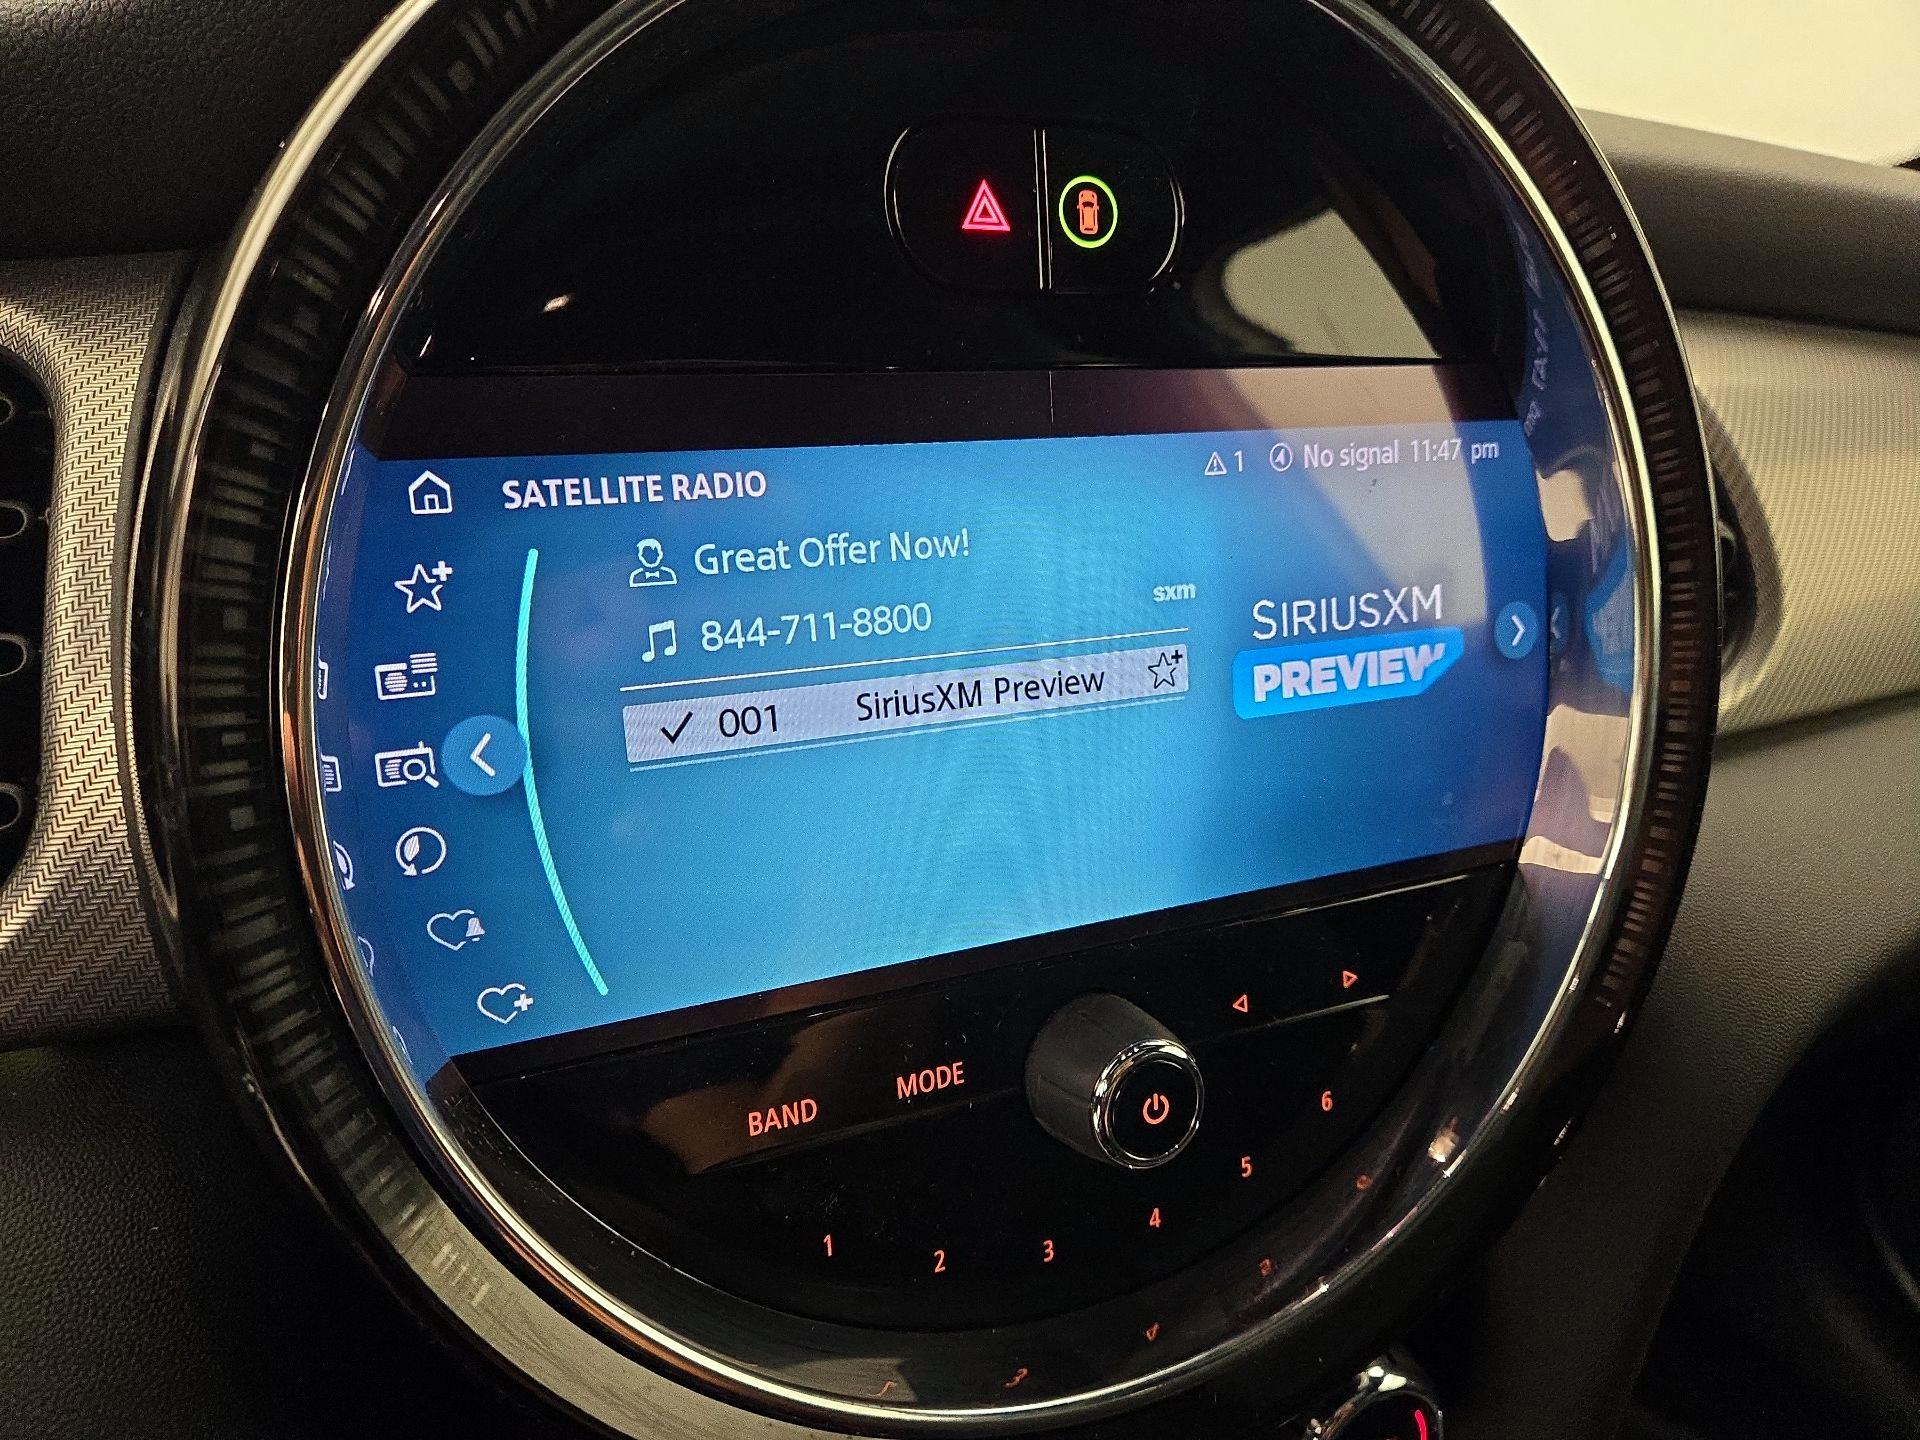 SATELLITE RADIO
1 No signal 11:47 pm
Great Offer Now!
844-711-8800
sxm
001 SiriusXM Preview
SIRIUSXM
PREVIEW
BAND MODE
1 2 3 4 5 6